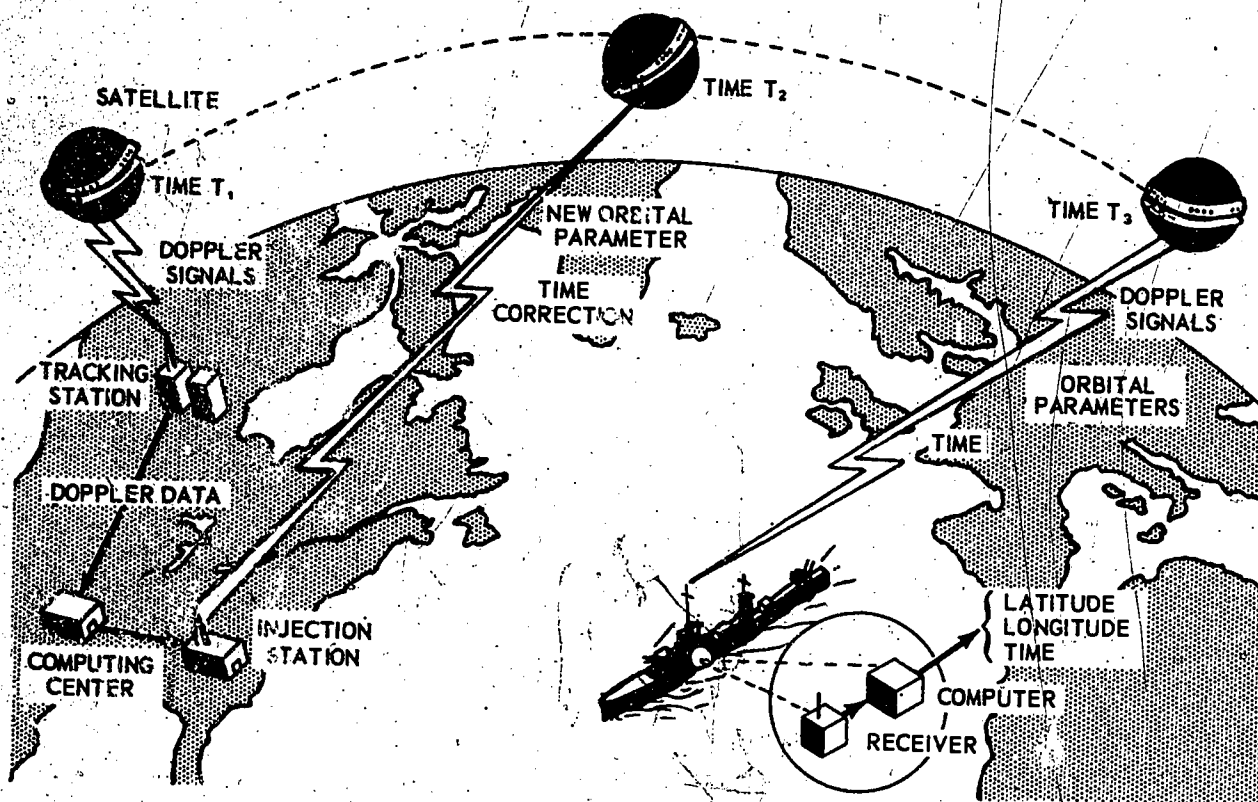 SATELLITE
TIME T₁
TIME T₂
TIME T₃
DOPPLER
SIGNALS
NEW ORBITAL
PARAMETER
TIME
CORRECTION
DOPPLER
SIGNALS
TRACKING
STATION
ORBITAL
PARAMETERS
TIME
DOPPLER DATA
INJECTION
STATION
COMPUTING
CENTER
LATITUDE
LONGITUDE
TIME
COMPUTER
RECEIVER